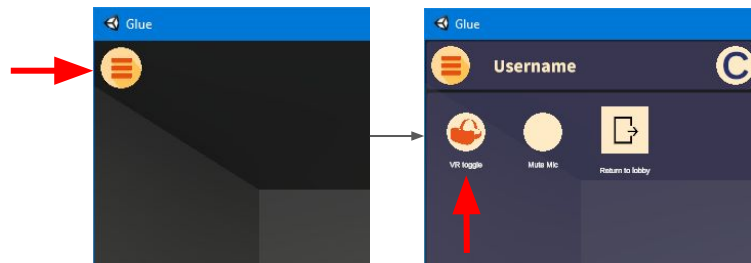 Glue
Glue
Username
C
VR toggle
Mute Mic
Return to lobby